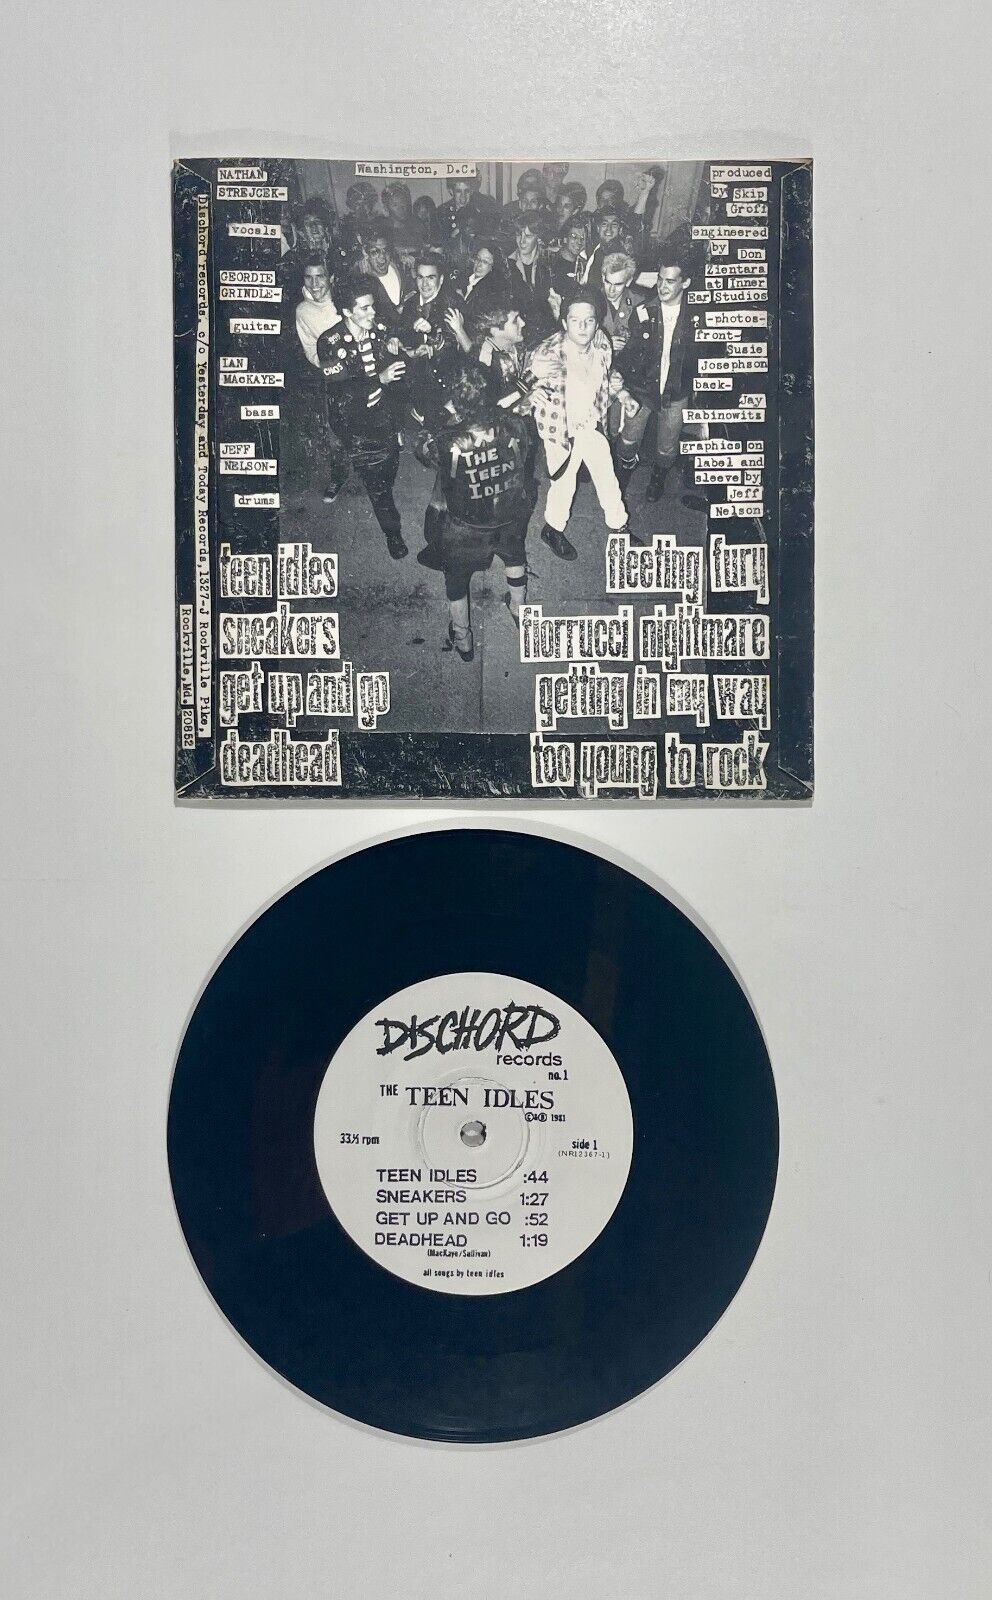 Washington, D.C.
NATHAN
STREJCEK-
vocals
GEORDIE
GRINDLE-
guitar
IAN
MACKAYE-
bass
JEFF
NELSON-
drums
produced
by Skip
Groff
engineered
by Don
Zientara
at Inner
Ear Studios
-photos-
front-
Susie
Josephson
back-
Jay
Rabinowitz
graphics on
label and
sleeve by
Jeff
Nelson
Dischord records. c/o Yesterday and Today Records, 1327-J Rockville Pike,
Rockville, Md. 20852
CHAOS
THE
TEEN
IDLES
teen idles
sneakers
get up and go
deadhead
fleeting fury
fiorrucci nightmare
getting in my way
too young to rock
DISCHORD
records
no.1
THE TEEN IDLES
©&℗ 1981
33⅓ rpm
side 1
(NR12367-1)
TEEN IDLES :44
SNEAKERS 1:27
GET UP AND GO :52
DEADHEAD 1:19
(MacKaye/Sullivan)
all songs by teen idles